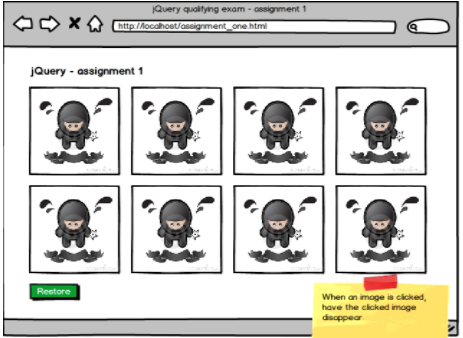 jQuery qualifying exam - assignment 1
http://localhost/assignment_one.html
jQuery - assignment 1
Restore
When an image is clicked,
have the clicked image
disappear